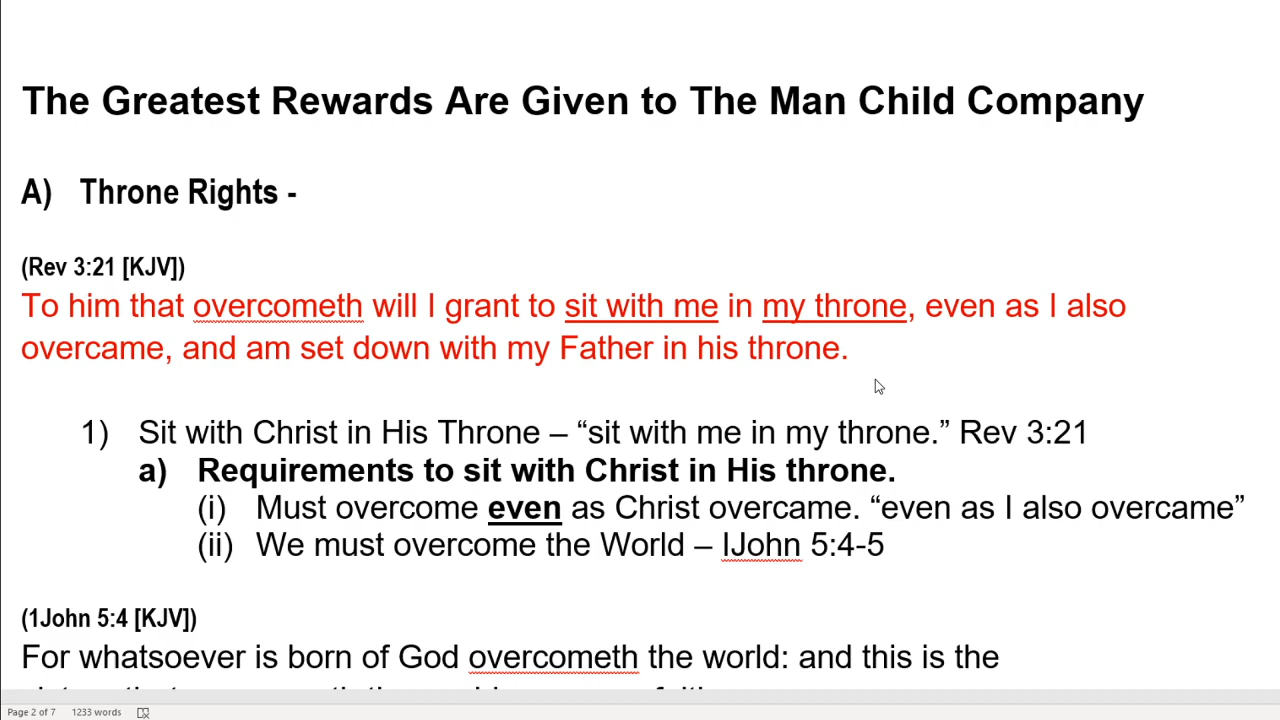 The Greatest Rewards Are Given to The Man Child Company
A) Throne Rights -
(Rev 3:21 [KJV])
To him that overcometh will I grant to sit with me in my throne, even as I also
overcame, and am set down with my Father in his throne.
1) Sit with Christ in His Throne – “sit with me in my throne.” Rev 3:21
a) Requirements to sit with Christ in His throne.
(i) Must overcome even as Christ overcame. “even as I also overcame”
(ii) We must overcome the World – IJohn 5:4-5
(1John 5:4 [KJV])
For whatsoever is born of God overcometh the world: and this is the
Page 2 of 7 1233 words